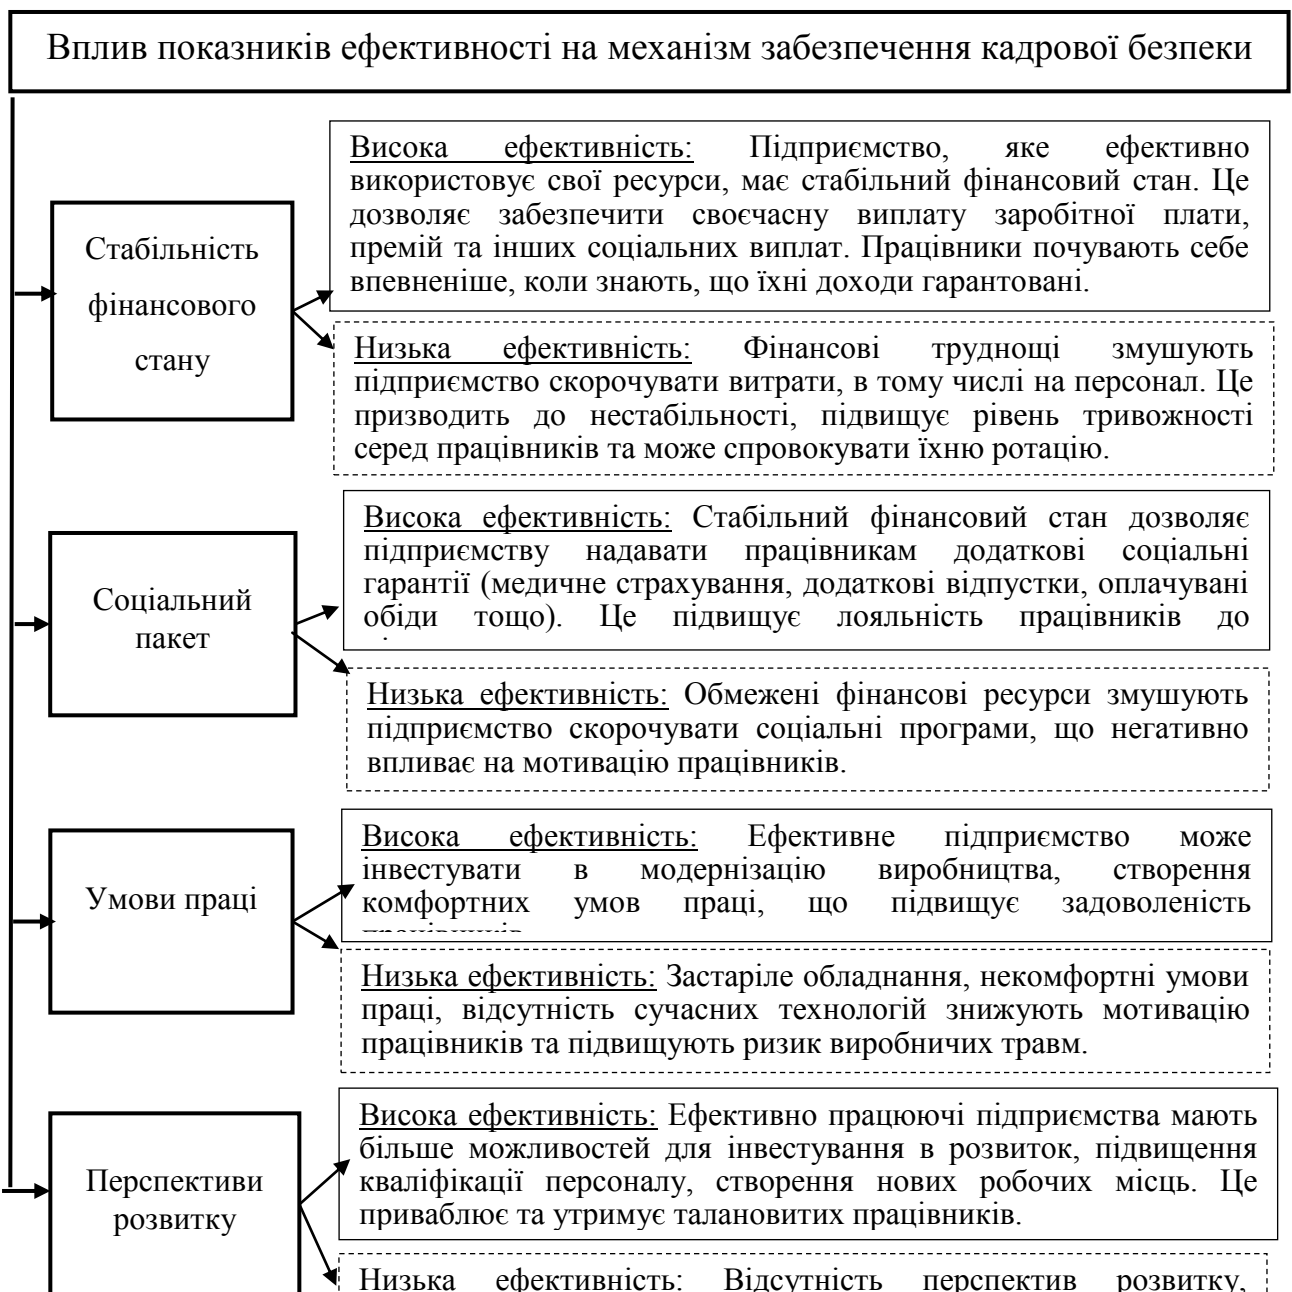 Вплив показників ефективності на механізм забезпечення кадрової безпеки
Стабільність
фінансового
стану
Висока ефективність: Підприємство, яке ефективно
використовує свої ресурси, має стабільний фінансовий стан. Це
дозволяє забезпечити своєчасну виплату заробітної плати,
премій та інших соціальних виплат. Працівники почувають себе
впевненіше, коли знають, що їхні доходи гарантовані.
Низька ефективність: Фінансові труднощі змушують
підприємство скорочувати витрати, в тому числі на персонал. Це
призводить до нестабільності, підвищує рівень тривожності
серед працівників та може спровокувати їхню ротацію.
Соціальний
пакет
Висока ефективність: Стабільний фінансовий стан дозволяє
підприємству надавати працівникам додаткові соціальні
гарантії (медичне страхування, додаткові відпустки, оплачувані
обіди тощо). Це підвищує лояльність працівників до
Низька ефективність: Обмежені фінансові ресурси змушують
підприємство скорочувати соціальні програми, що негативно
впливає на мотивацію працівників.
Умови праці
Висока ефективність: Ефективне підприємство може
інвестувати в модернізацію виробництва, створення
комфортних умов праці, що підвищує задоволеність
Низька ефективність: Застаріле обладнання, некомфортні умови
праці, відсутність сучасних технологій знижують мотивацію
працівників та підвищують ризик виробничих травм.
Перспективи
розвитку
Висока ефективність: Ефективно працюючі підприємства мають
більше можливостей для інвестування в розвиток, підвищення
кваліфікації персоналу, створення нових робочих місць. Це
приваблює та утримує талановитих працівників.
Низька ефективність: Відсутність перспектив розвитку,